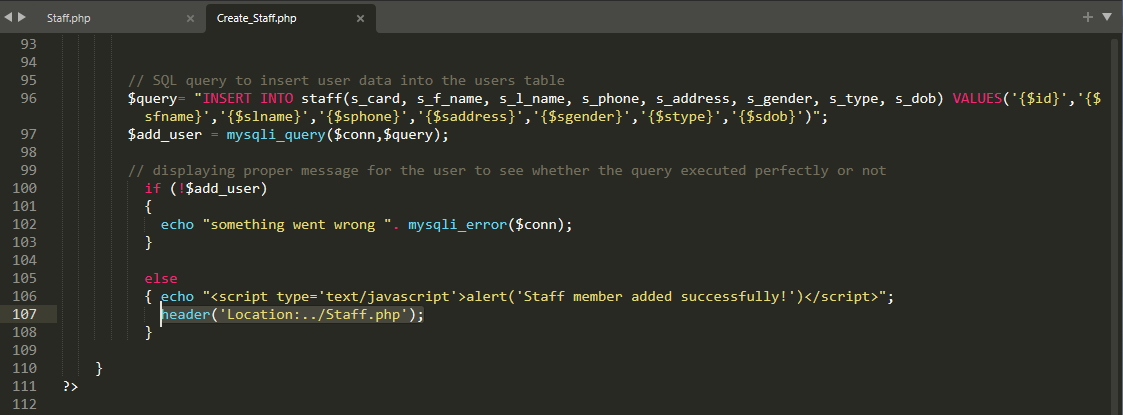 Staff.php
Create_Staff.php
93
94
95 // SQL query to insert user data into the users table
96 $query= "INSERT INTO staff(s_card, s_f_name, s_l_name, s_phone, s_address, s_gender, s_type, s_dob) VALUES('{$id}','{$
sfname}','{$slname}','{$sphone}','{$saddress}','{$sgender}','{$stype}','{$sdob}')";
97 $add_user = mysqli_query($conn,$query);
98
99 // displaying proper message for the user to see whether the query executed perfectly or not
100 if (!$add_user)
101 {
102 echo "something went wrong ". mysqli_error($conn);
103 }
104
105 else
106 { echo "<script type='text/javascript'>alert('Staff member added successfully!')</script>";
107 header('Location:../Staff.php');
108 }
109
110 }
111 ?>
112